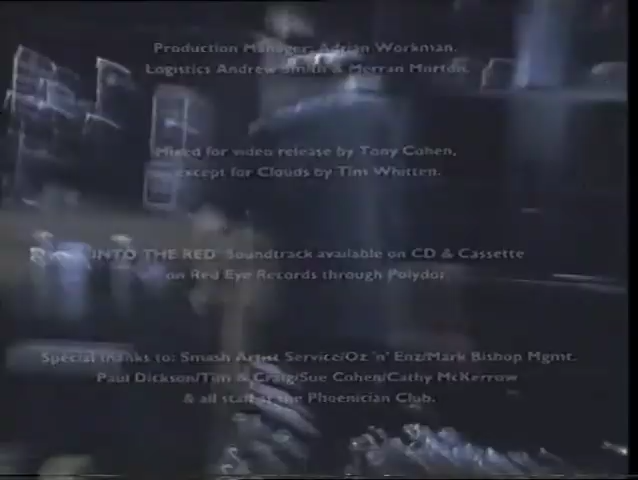 Production Manager: Adrian Workman.
Logistics Andrew Smith & Merran Morton.
Mixed for video release by Tony Cohen,
except for Clouds by Tim Whitten.
'INTO THE RED' Soundtrack available on CD & Cassette
on Red Eye Records through Polydor.
Special thanks to: Smash Artist Service/Oz 'n' Enz/Mark Bishop Mgmt.
Paul Dickson/Tim & Craig/Sue Cohen/Cathy McKerrow
& all staff at the Phoenician Club.